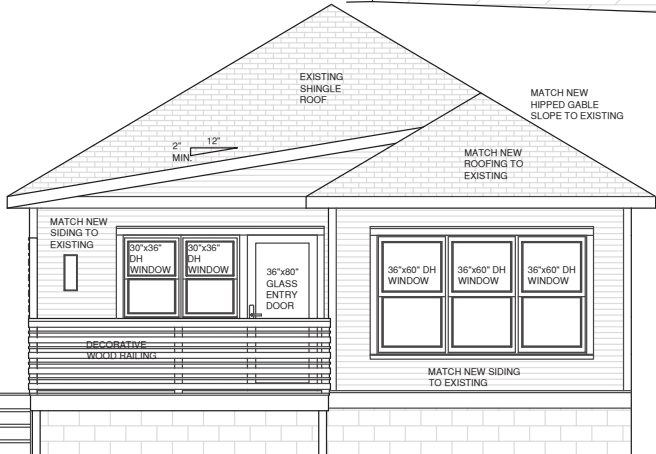 EXISTING
SHINGLE
ROOF
MATCH NEW
HIPPED GABLE
SLOPE TO EXISTING
2"
12"
MIN.
MATCH NEW
ROOFING TO
EXISTING
MATCH NEW
SIDING TO
EXISTING
30"x36"
DH
WINDOW
30"x36"
DH
WINDOW
36"x80"
GLASS
ENTRY
DOOR
36"x60" DH
WINDOW
36"x60" DH
WINDOW
36"x60" DH
WINDOW
DECORATIVE
WOOD RAILING
MATCH NEW SIDING
TO EXISTING